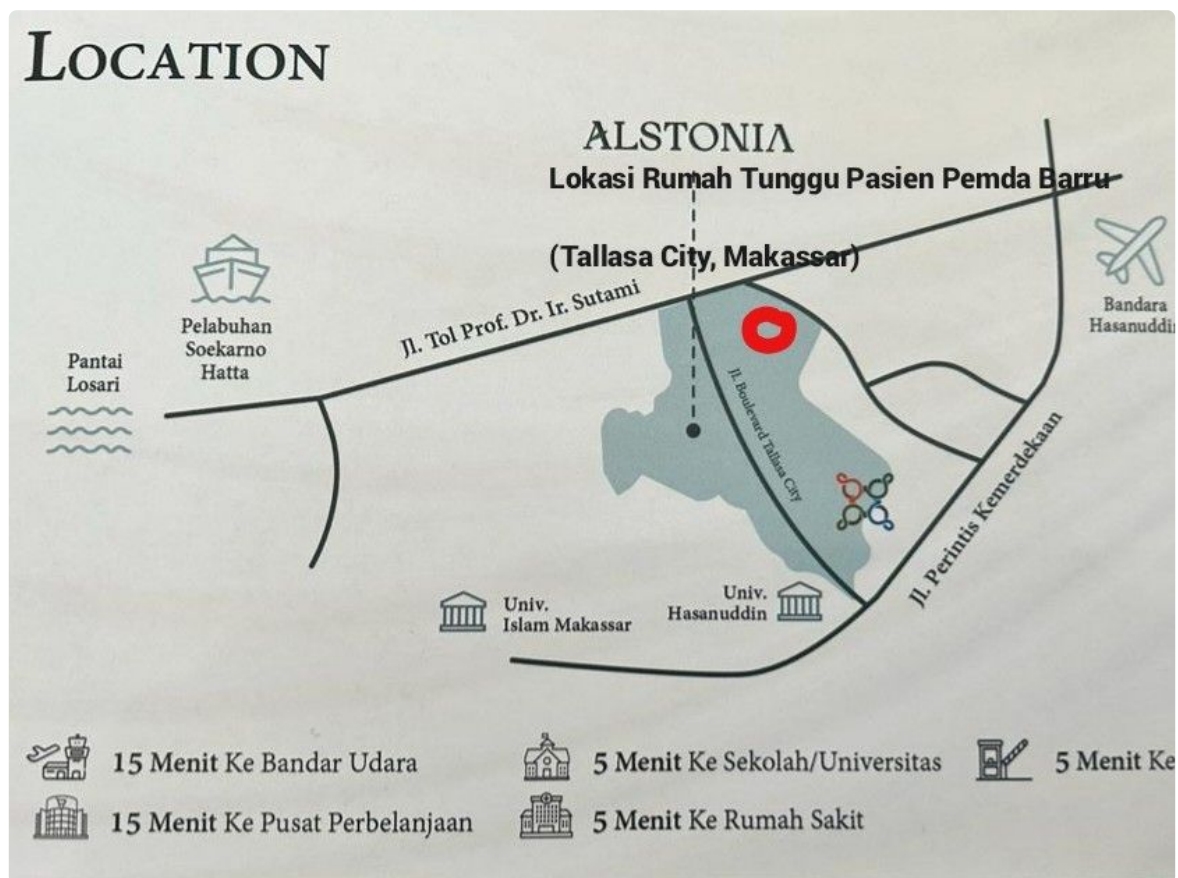 LOCATION
ALSTONIA
Lokasi Rumah Tunggu Pasien Pemda Barru
(Tallasa City, Makassar)
Jl. Tol Prof. Dr. Ir. Sutami
Pelabuhan
Soekarno
Hatta
Pantai
Losari
Bandara
Hasanuddi
Jl. Boulevard Tallasa City
Jl. Perintis Kemerdekaan
Univ.
Islam Makassar
Univ.
Hasanuddin
15 Menit Ke Bandar Udara
5 Menit Ke Sekolah/Universitas
5 Menit Ke
15 Menit Ke Pusat Perbelanjaan
5 Menit Ke Rumah Sakit